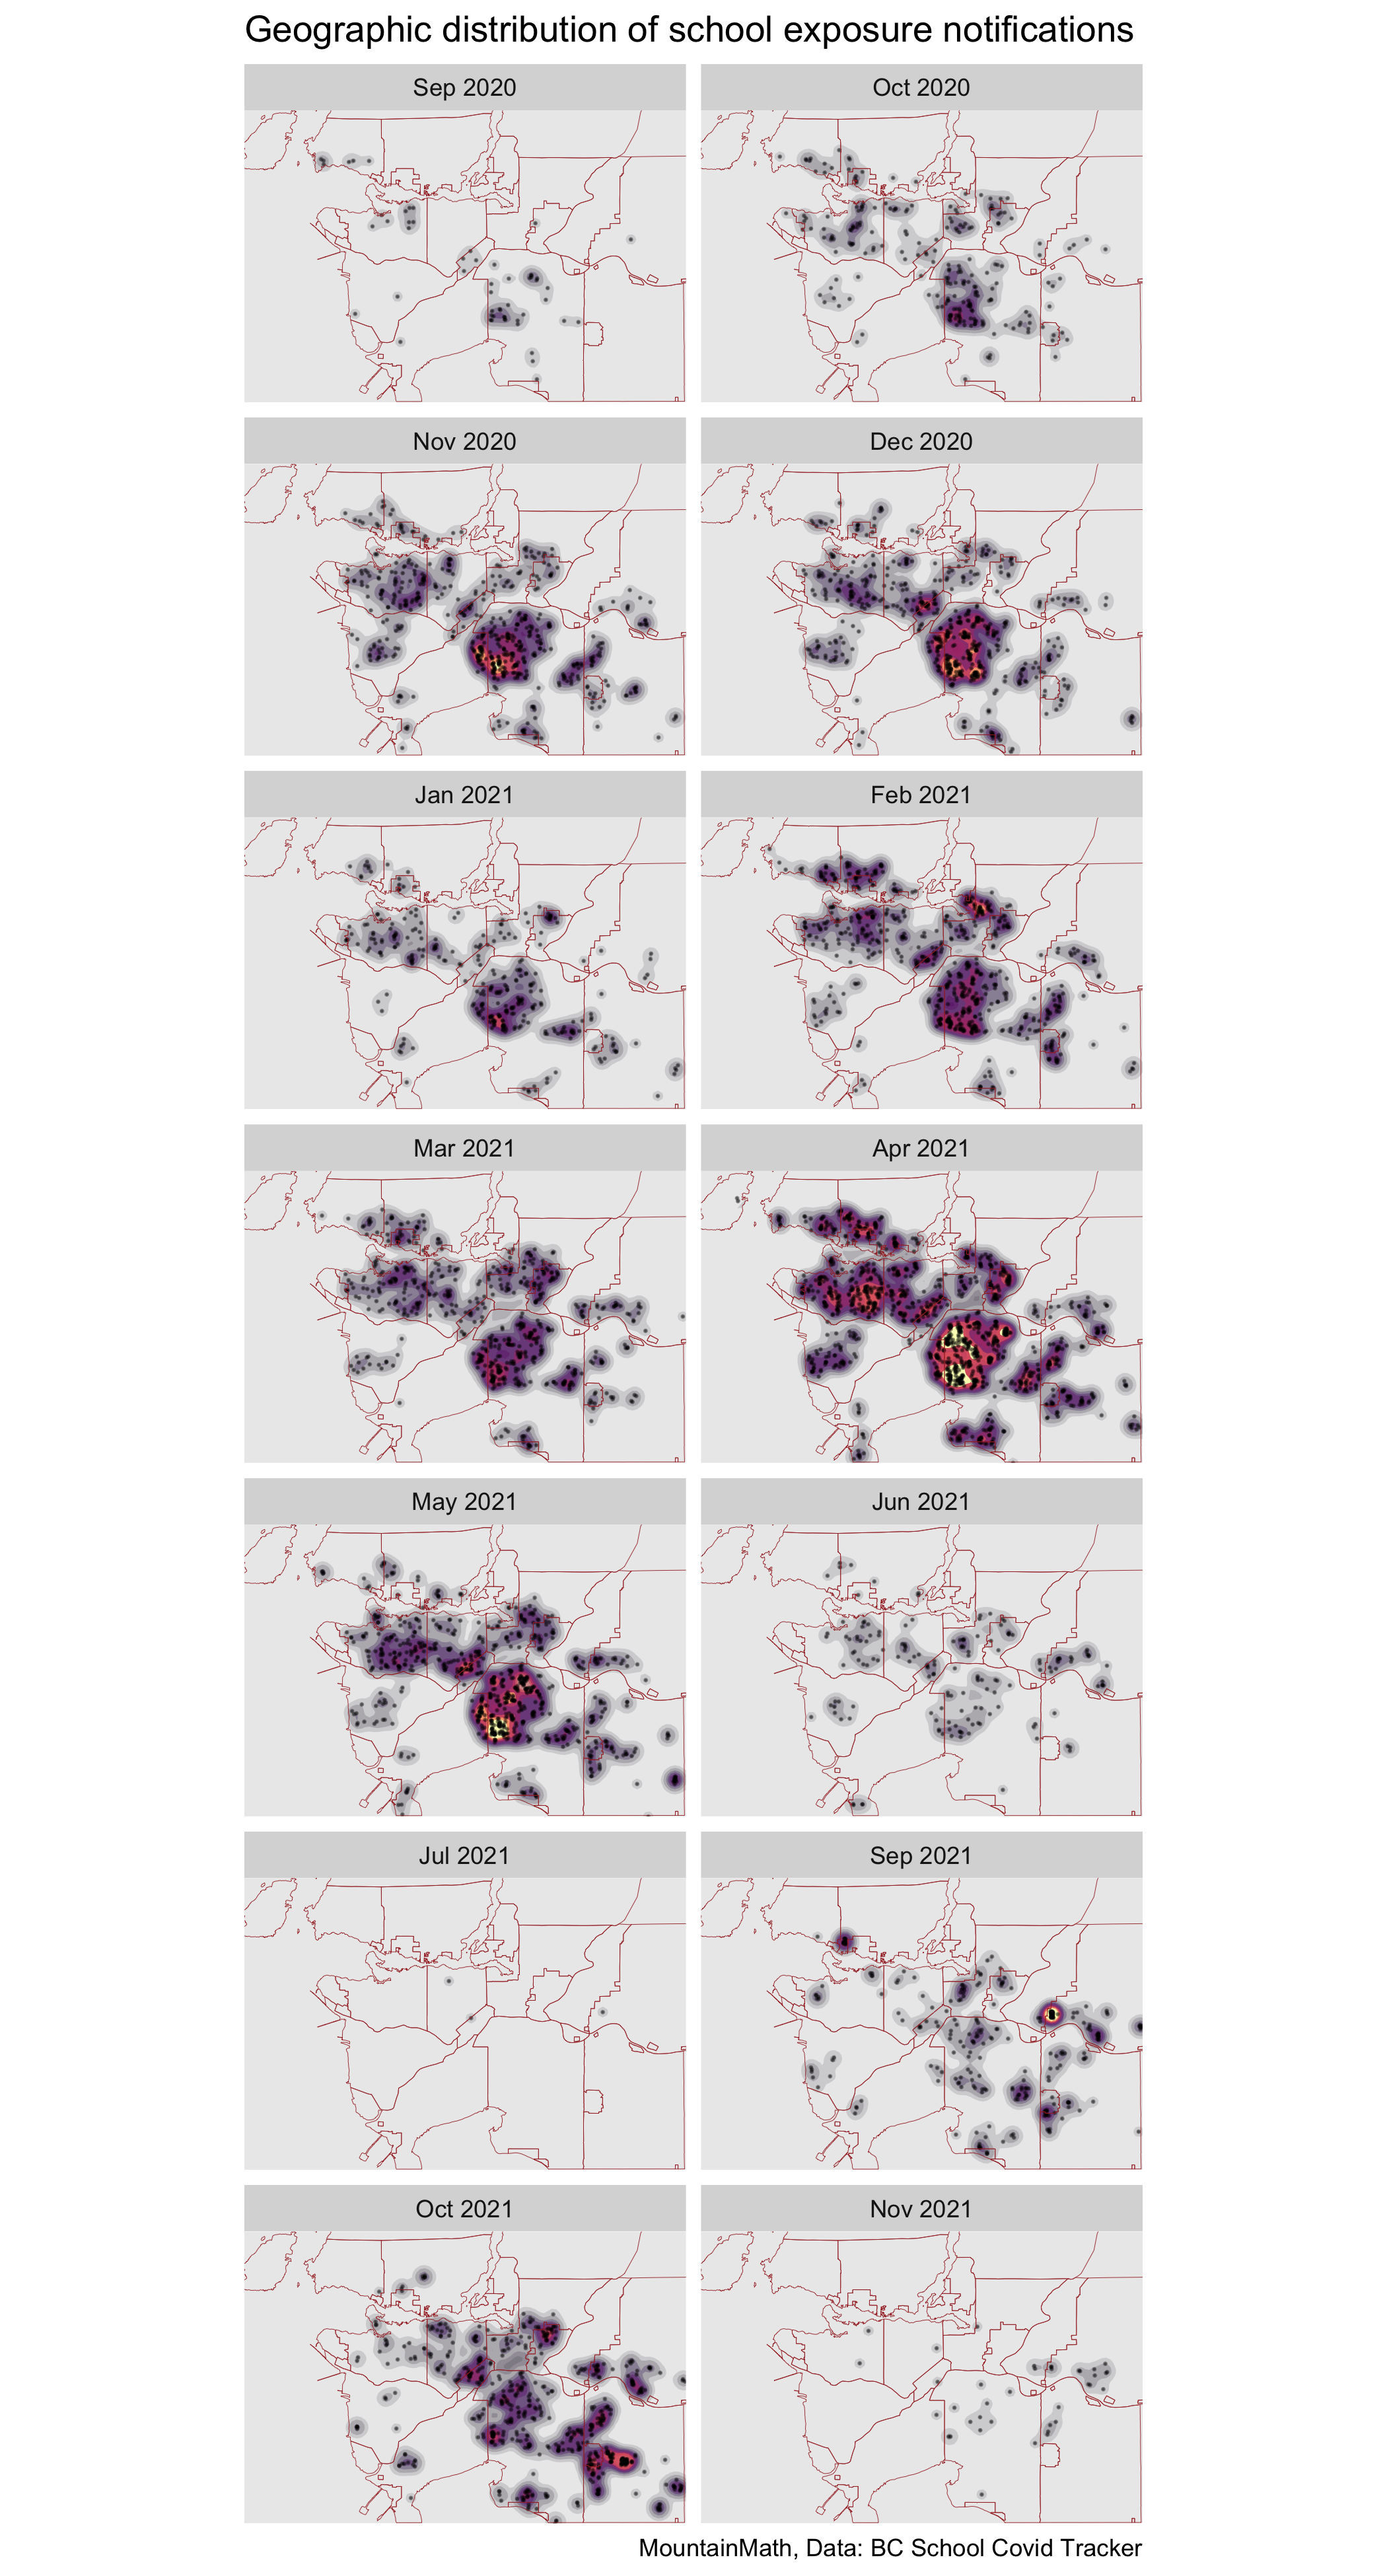 Geographic distribution of school exposure notifications
Sep 2020
Oct 2020
Nov 2020
Dec 2020
Jan 2021
Feb 2021
Mar 2021
Apr 2021
May 2021
Jun 2021
Jul 2021
Sep 2021
Oct 2021
Nov 2021
MountainMath, Data: BC School Covid Tracker